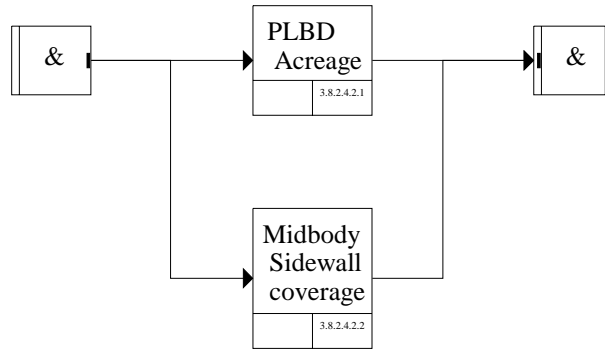 &
PLBD
Acreage
3.8.2.4.2.1
&
Midbody
Sidewall
coverage
3.8.2.4.2.2